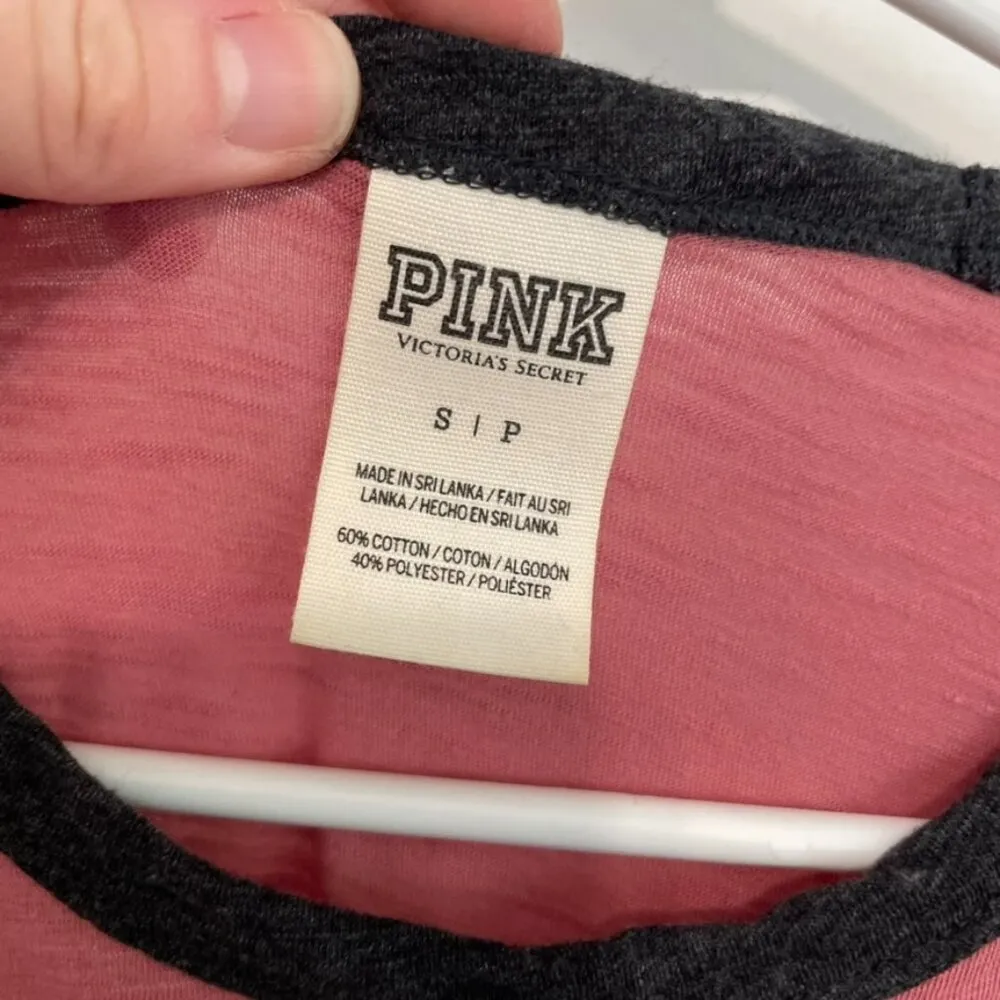 PINK
VICTORIA'S SECRET
S | P
MADE IN SRI LANKA / FAIT AU SRI
LANKA / HECHO EN SRI LANKA
60% COTTON / COTON / ALGODÓN
40% POLYESTER / POLIÉSTER